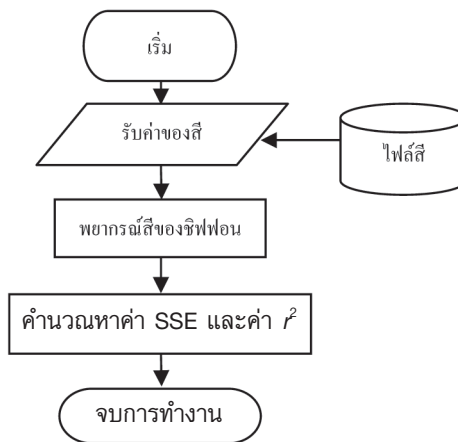 เริ่ม
รับค่าของสี
ไฟล์สี
พยากรณ์สีของชิฟฟอน
คำนวณหาค่า SSE และค่า r²
จบการทำงาน